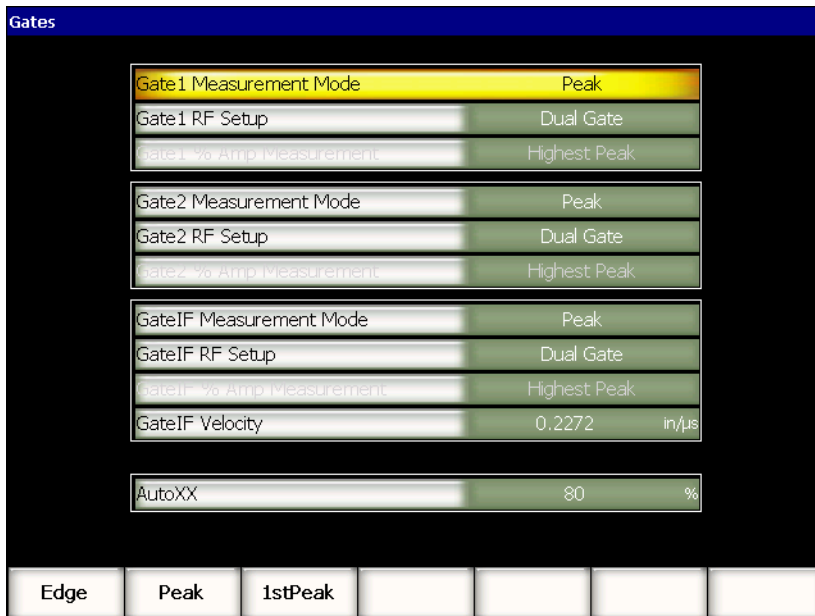 Gates
Gate1 Measurement Mode Peak
Gate1 RF Setup Dual Gate
Gate1 % Amp Measurement Highest Peak
Gate2 Measurement Mode Peak
Gate2 RF Setup Dual Gate
Gate2 % Amp Measurement Highest Peak
GateIF Measurement Mode Peak
GateIF RF Setup Dual Gate
GateIF % Amp Measurement Highest Peak
GateIF Velocity 0.2272 in/µs
AutoXX 80 %
Edge Peak 1stPeak